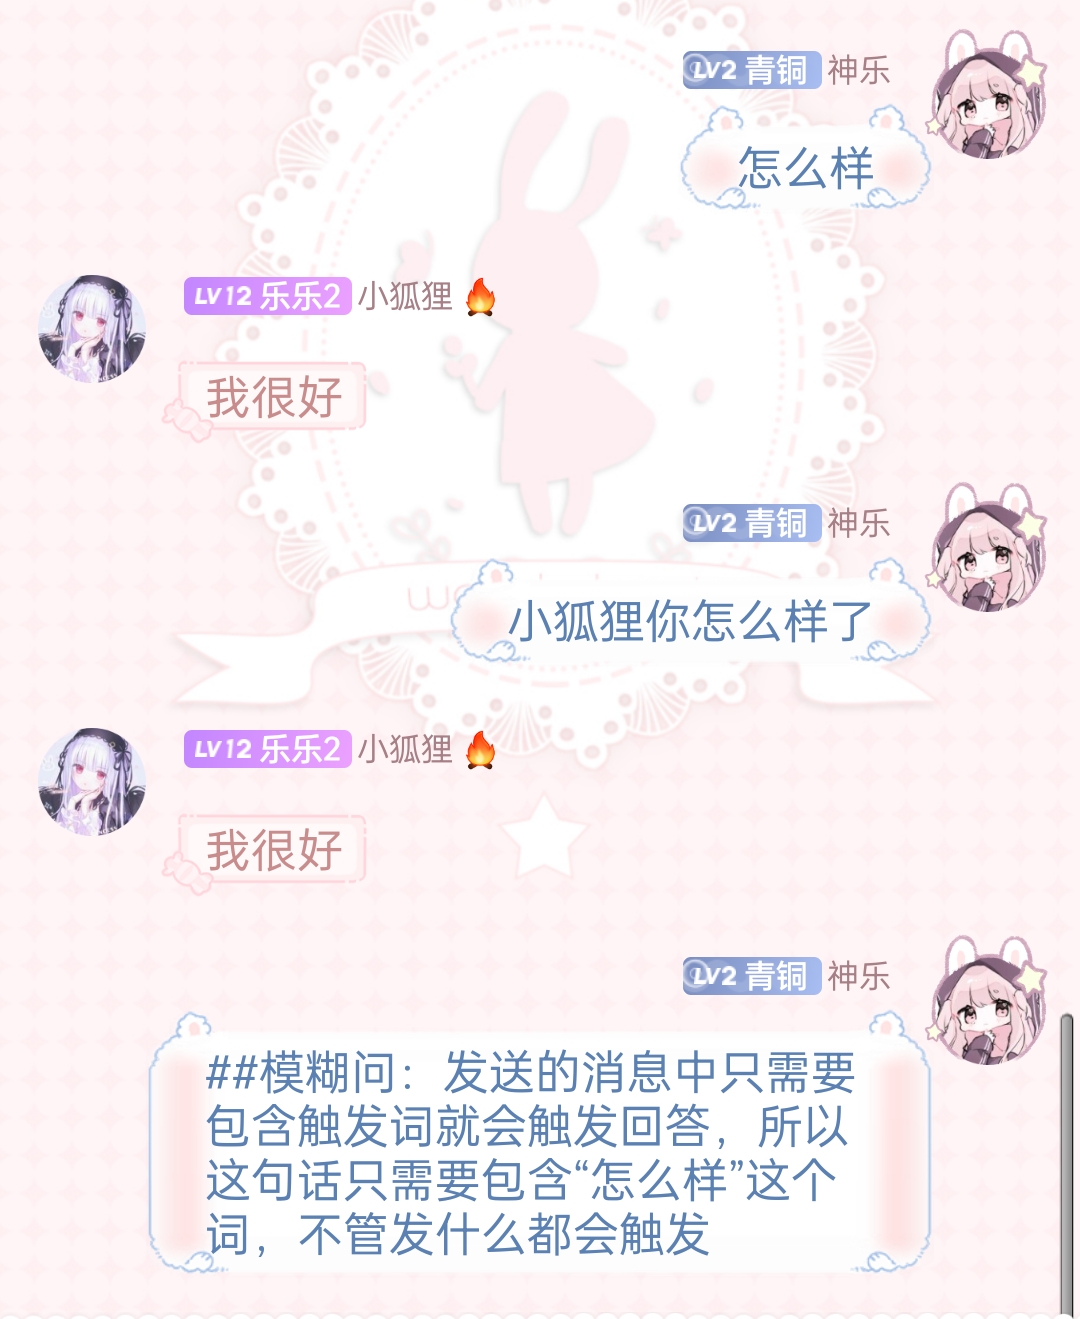 LV2 青铜 神乐
怎么样
LV12 乐乐2 小狐狸 🔥
我很好
LV2 青铜 神乐
小狐狸你怎么样了
LV12 乐乐2 小狐狸 🔥
我很好
LV2 青铜 神乐
##模糊问：发送的消息中只需要
包含触发词就会触发回答，所以
这句话只需要包含“怎么样”这个
词，不管发什么都会触发